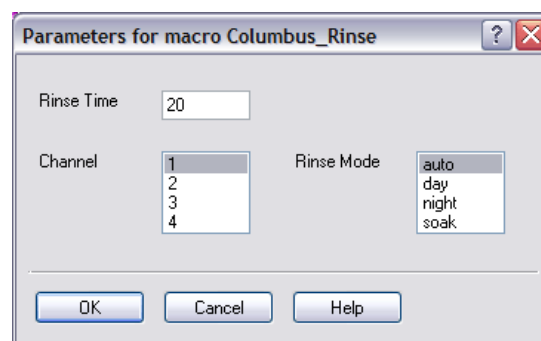 Parameters for macro Columbus_Rinse
Rinse Time 20
Channel 1 Rinse Mode auto
2 day
3 night
4 soak
OK Cancel Help